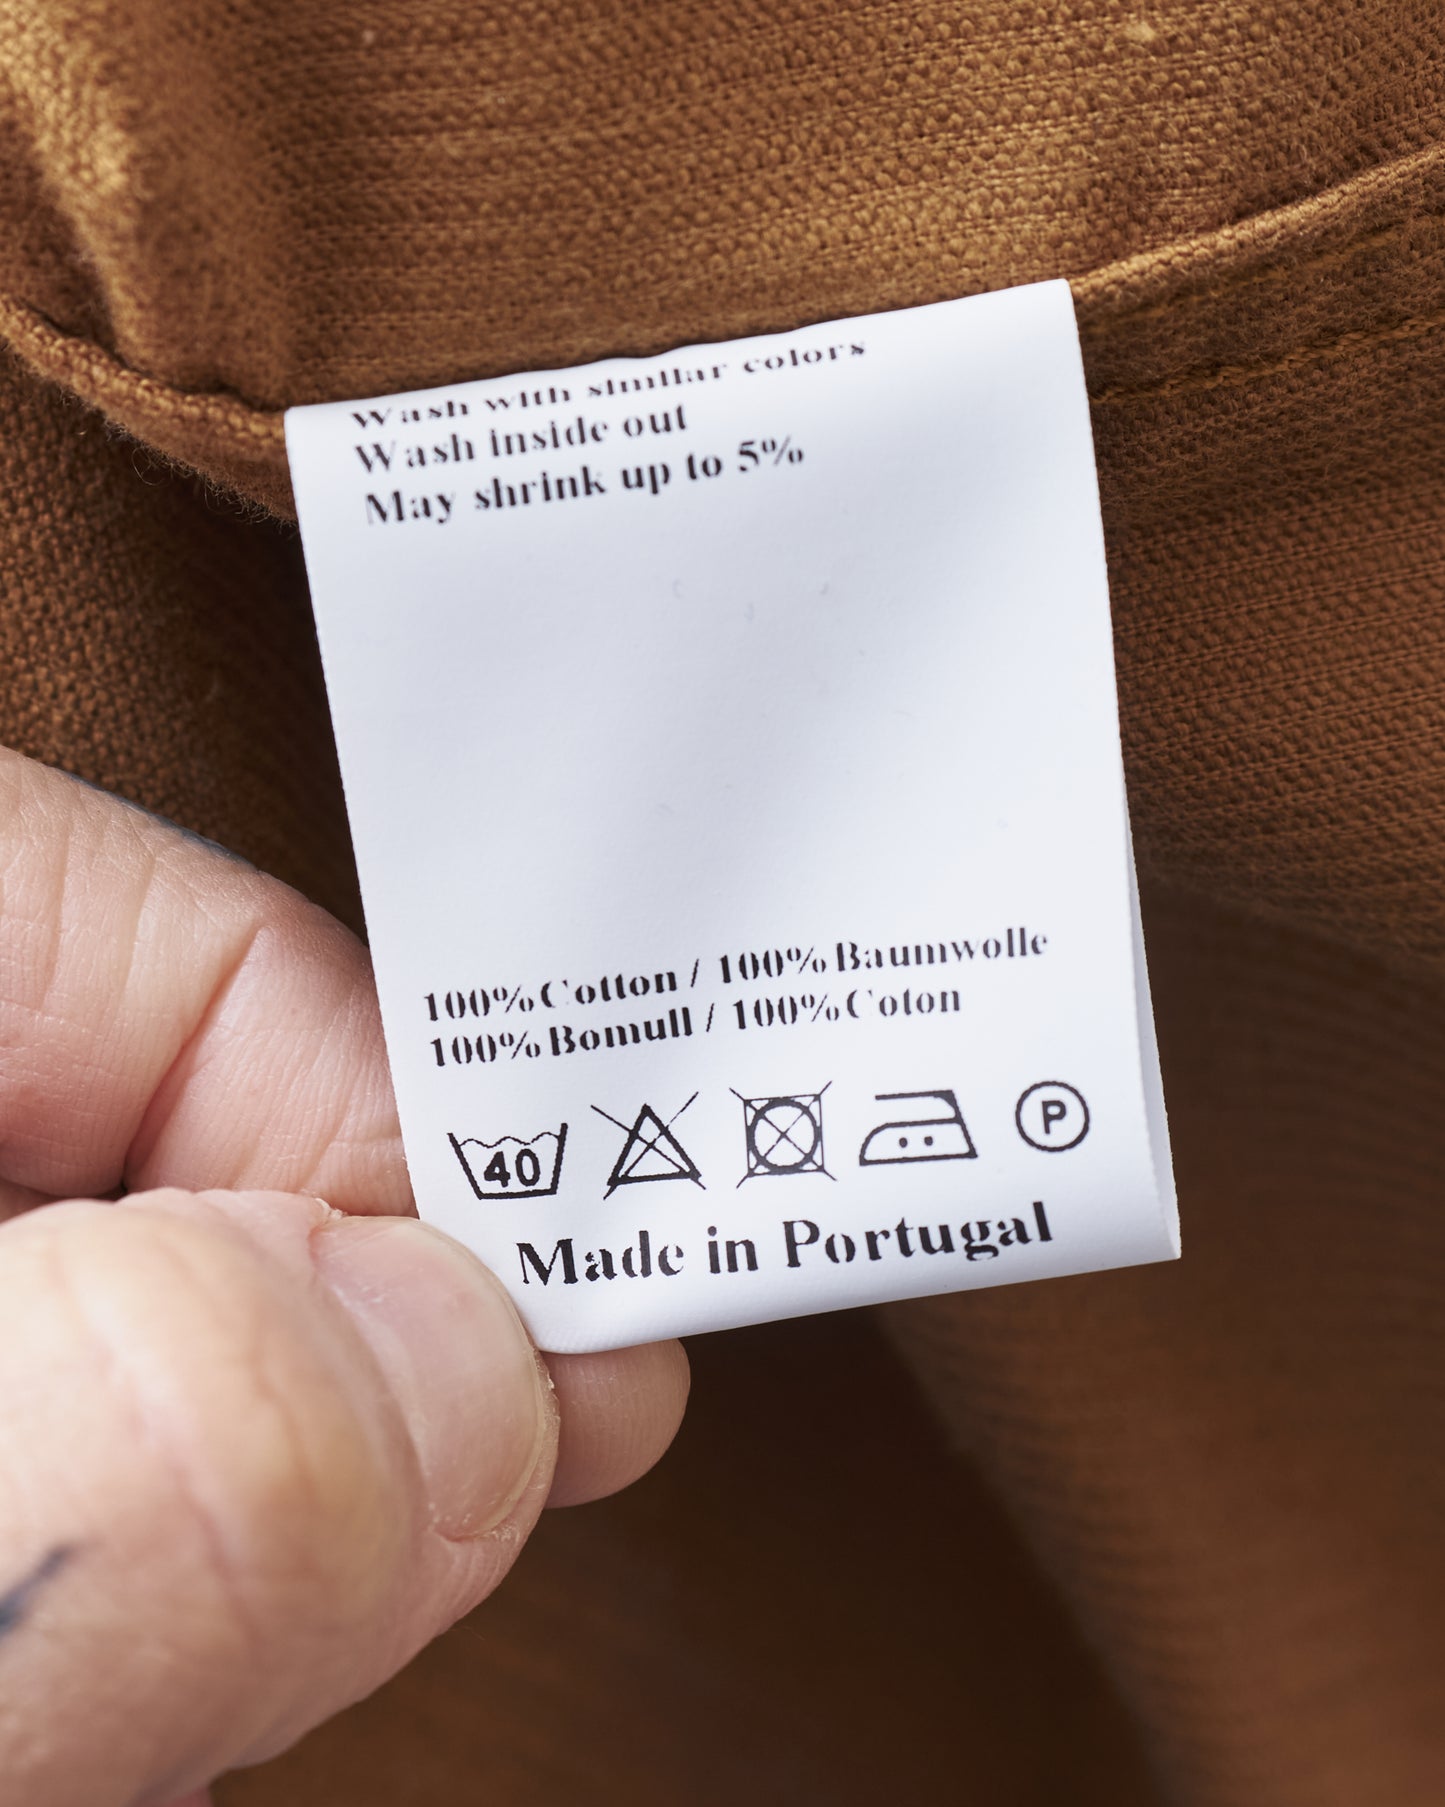 Wash with similar colors
Wash inside out
May shrink up to 5%
100% Cotton / 100% Baumwolle
100% Bomull / 100% Coton
40 P
Made in Portugal